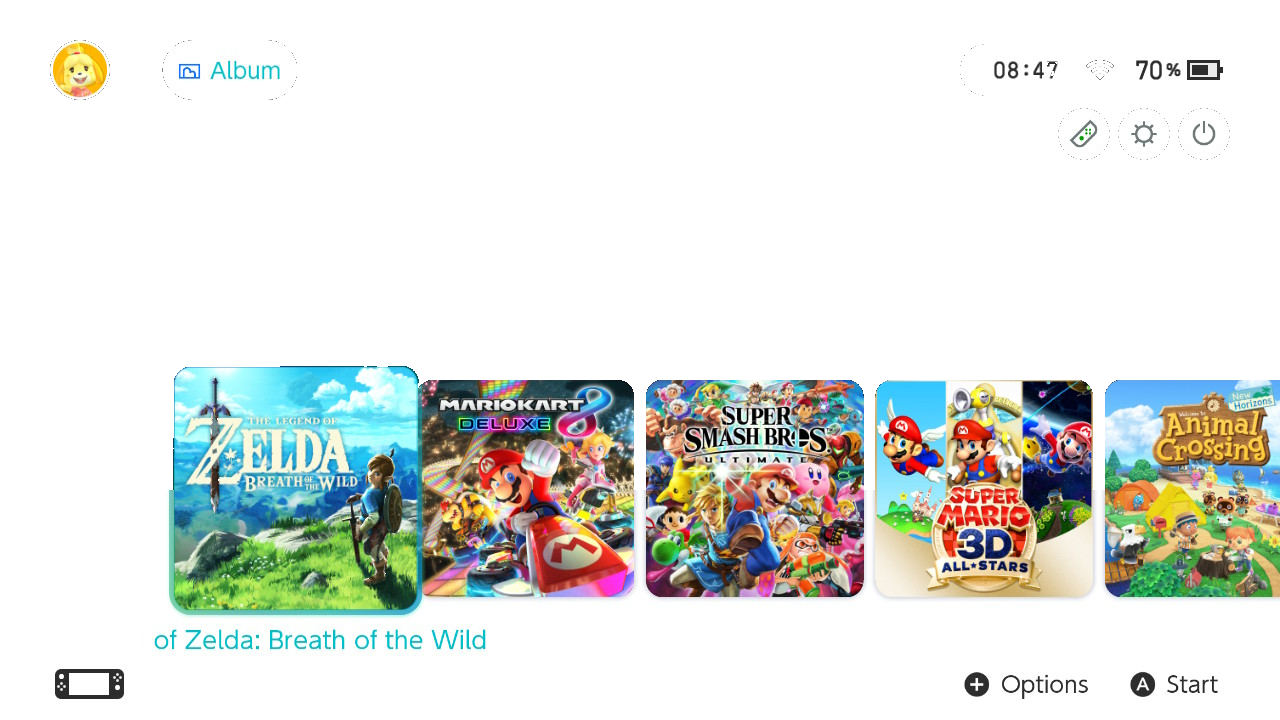 Album
08:47
70%
THE LEGEND OF
ZELDA
BREATH OF THE WILD
MARIOKART 8
DELUXE
SUPER
SMASH BROS.
ULTIMATE
SUPER
MARIO
3D
ALL★STARS
New
Horizons
Welcome to
Animal
Crossing
of Zelda: Breath of the Wild
+ Options
A Start